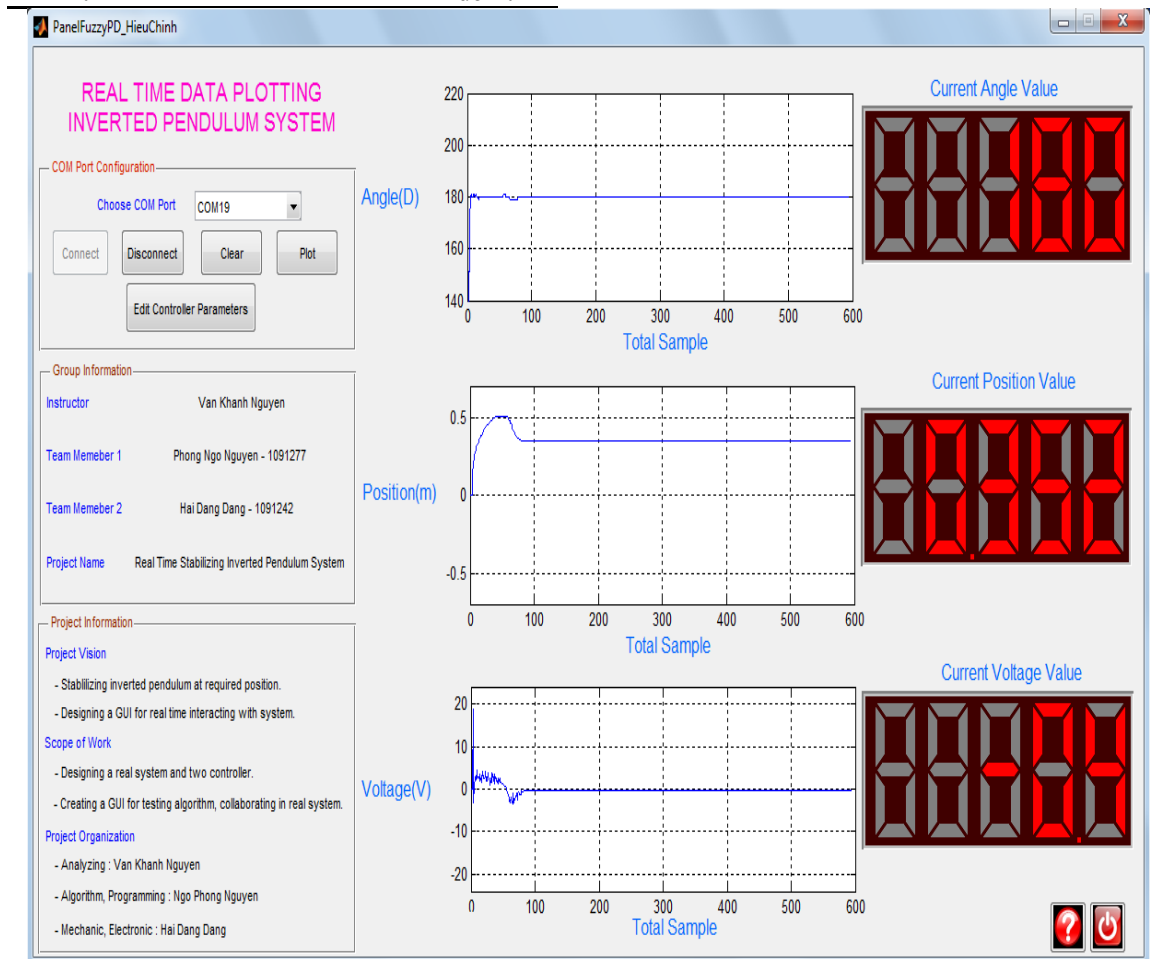 PanelFuzzyPD_HieuChinh
REAL TIME DATA PLOTTING
INVERTED PENDULUM SYSTEM
COM Port Configuration
Choose COM Port
COM19
Connect
Disconnect
Clear
Plot
Edit Controller Parameters
Group Information
Instructor
Van Khanh Nguyen
Team Memeber 1
Phong Ngo Nguyen - 1091277
Team Memeber 2
Hai Dang Dang - 1091242
Project Name
Real Time Stabilizing Inverted Pendulum System
Project Information
Project Vision
- Stablilizing inverted pendulum at required position.
- Designing a GUI for real time interacting with system.
Scope of Work
- Designing a real system and two controller.
- Creating a GUI for testing algorithm, collaborating in real system.
Project Organization
- Analyzing : Van Khanh Nguyen
- Algorithm, Programming : Ngo Phong Nguyen
- Mechanic, Electronic : Hai Dang Dang
Angle(D)
220
200
180
160
140
0 100 200 300 400 500 600
Total Sample
Current Angle Value
180
Position(m)
0.5
0
-0.5
0 100 200 300 400 500 600
Total Sample
Current Position Value
Voltage(V)
20
10
0
-10
-20
0 100 200 300 400 500 600
Total Sample
Current Voltage Value
-0.4
?